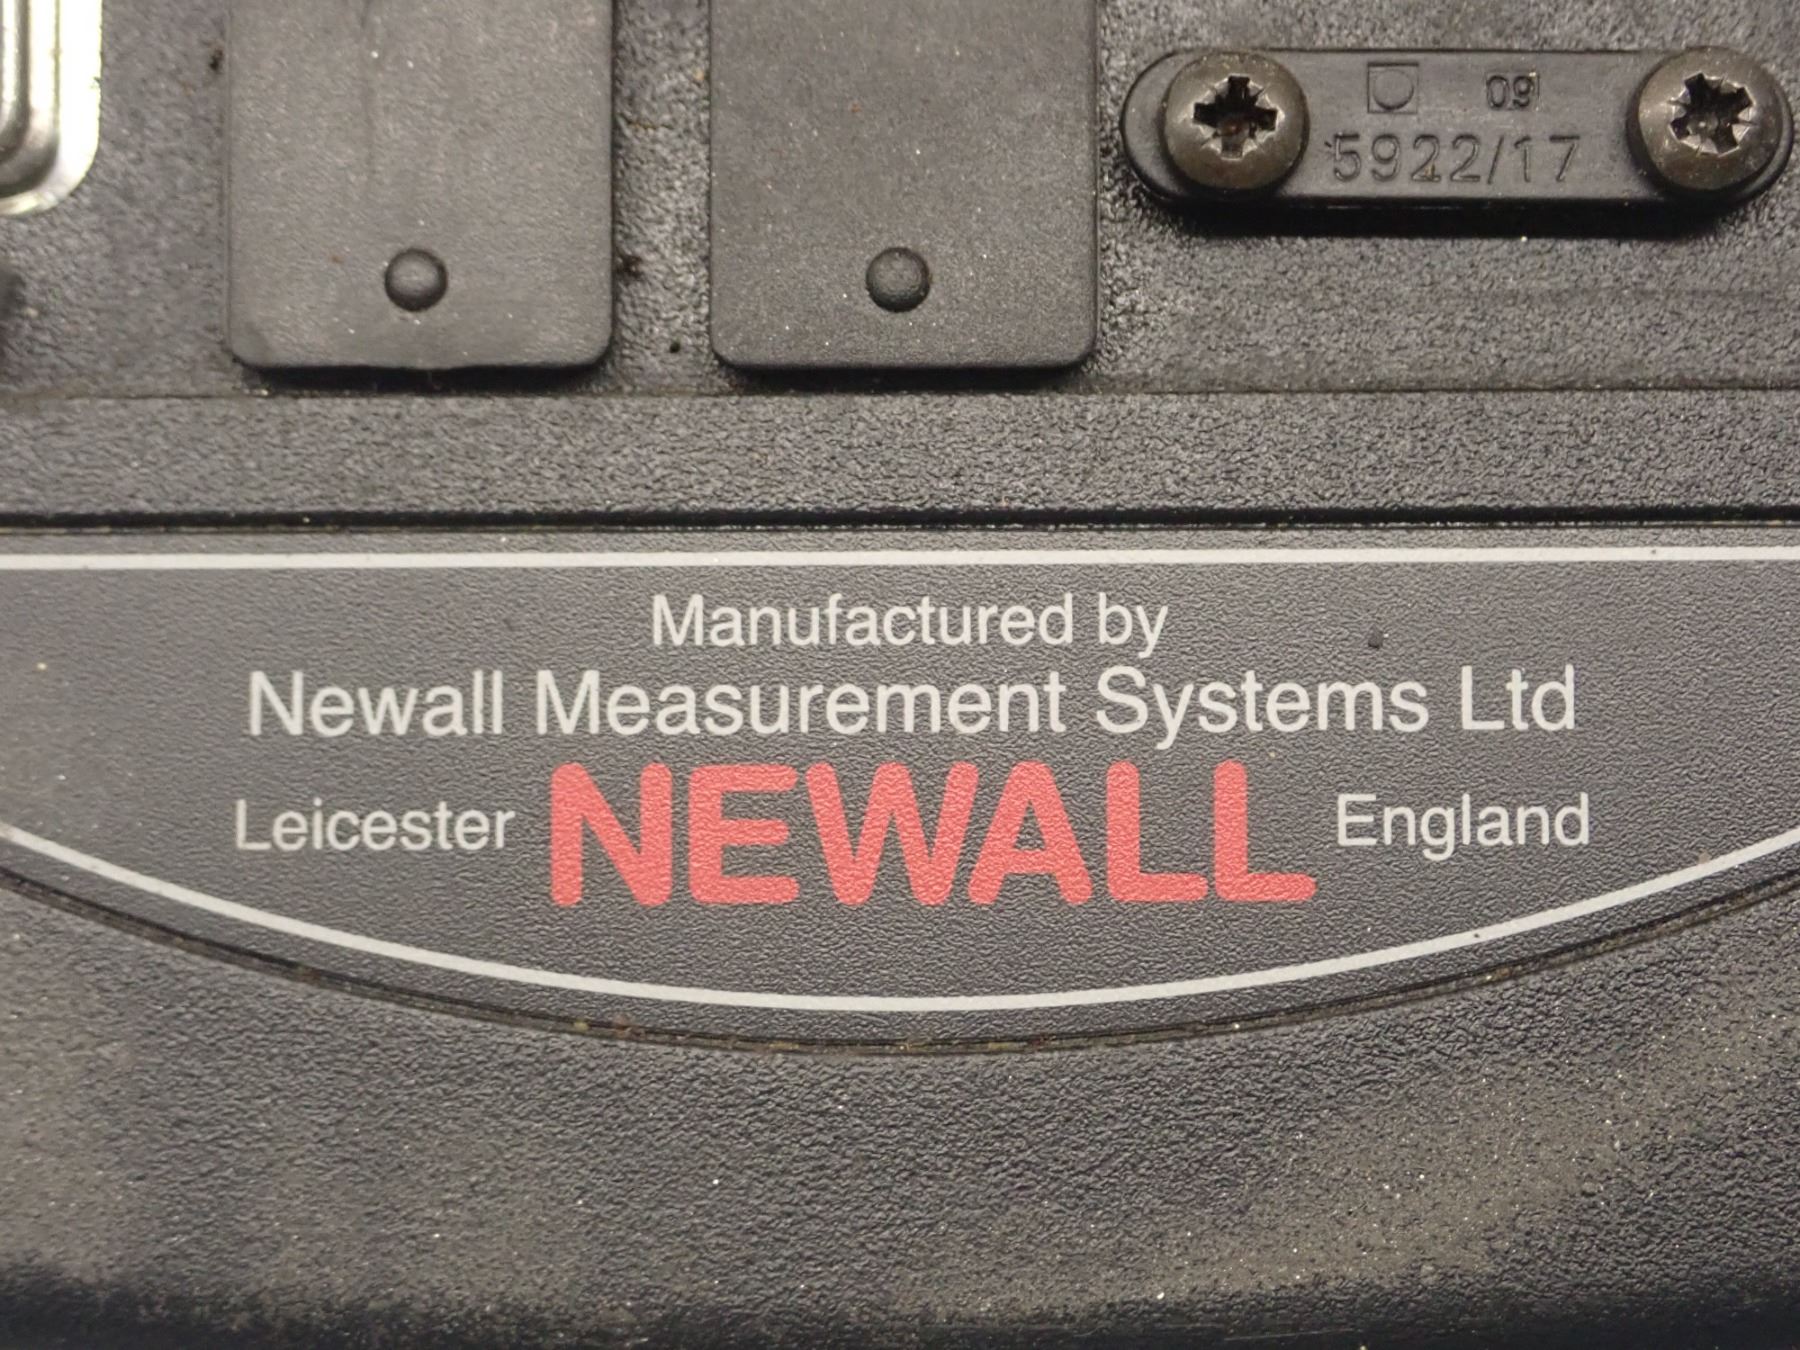 09
5922/17
Manufactured by
Newall Measurement Systems Ltd
Leicester NEWALL England